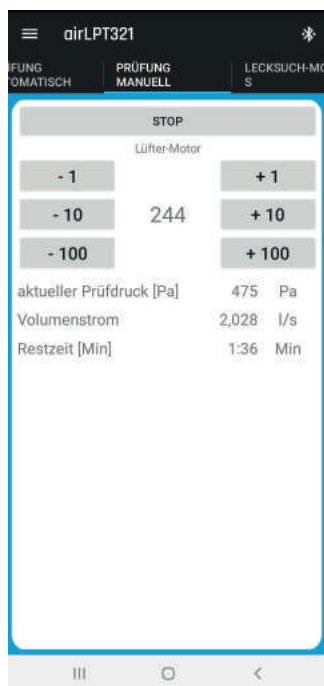 airLPT321
FUNG PRÜFUNG LECKSUCH-MO
OMATISCH MANUELL S
STOP
Lüfter-Motor
- 1 + 1
- 10 244 + 10
- 100 + 100
aktueller Prüfdruck [Pa] 475 Pa
Volumenstrom 2,028 l/s
Restzeit [Min] 1:36 Min